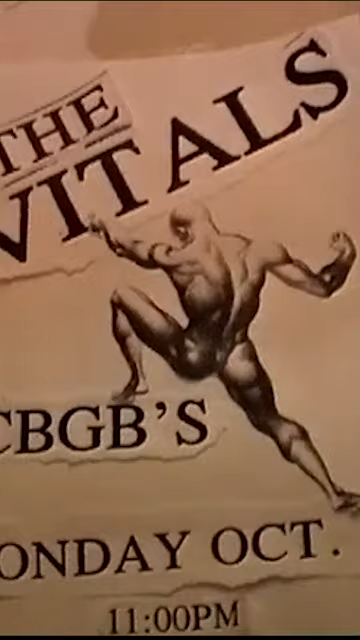 THE
VITALS
CBGB'S
ONDAY OCT.
11:00PM